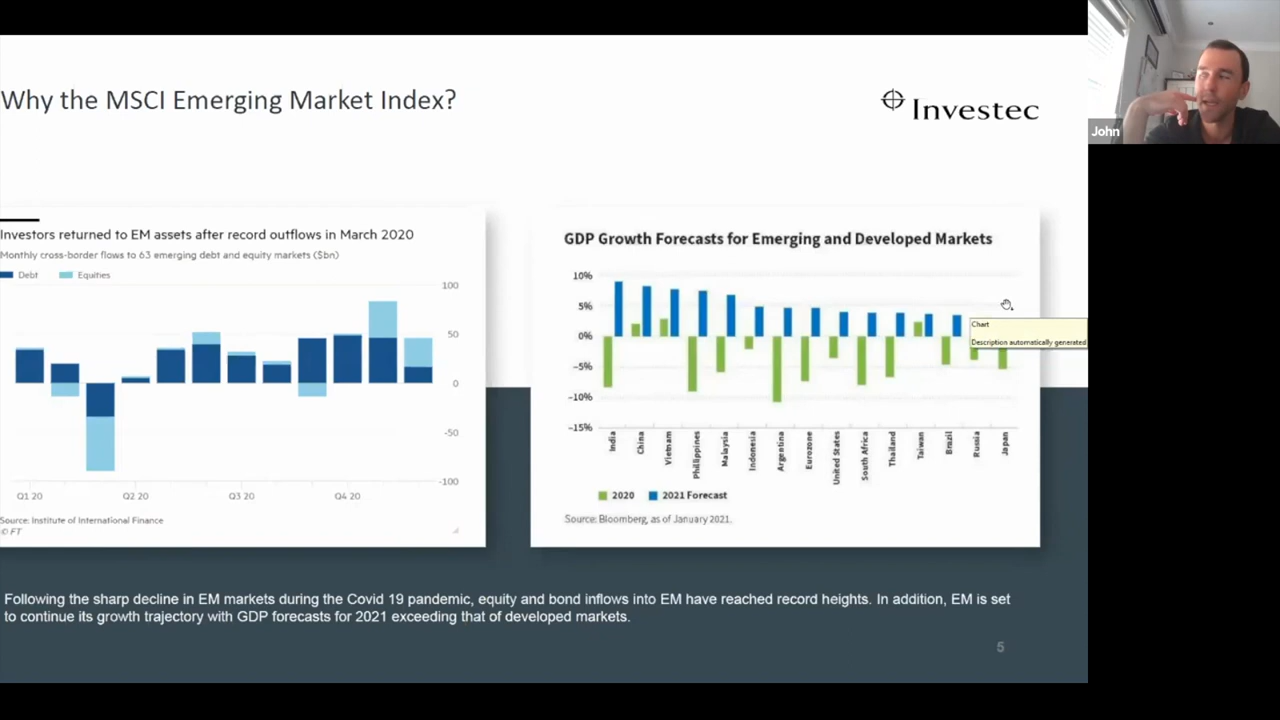 Why the MSCI Emerging Market Index?
Investec
John
Investors returned to EM assets after record outflows in March 2020
Monthly cross-border flows to 63 emerging debt and equity markets ($bn)
Debt
Equities
100
50
0
-50
-100
Q1 20
Q2 20
Q3 20
Q4 20
Source: Institute of International Finance
© FT
GDP Growth Forecasts for Emerging and Developed Markets
10%
5%
0%
-5%
-10%
-15%
India
China
Vietnam
Phillippines
Malaysia
Indonesia
Argentina
Eurozone
United States
South Africa
Thailand
Taiwan
Brazil
Russia
Japan
Chart
Description automatically generated
2020
2021 Forecast
Source: Bloomberg, as of January 2021.
Following the sharp decline in EM markets during the Covid 19 pandemic, equity and bond inflows into EM have reached record heights. In addition, EM is set
to continue its growth trajectory with GDP forecasts for 2021 exceeding that of developed markets.
5